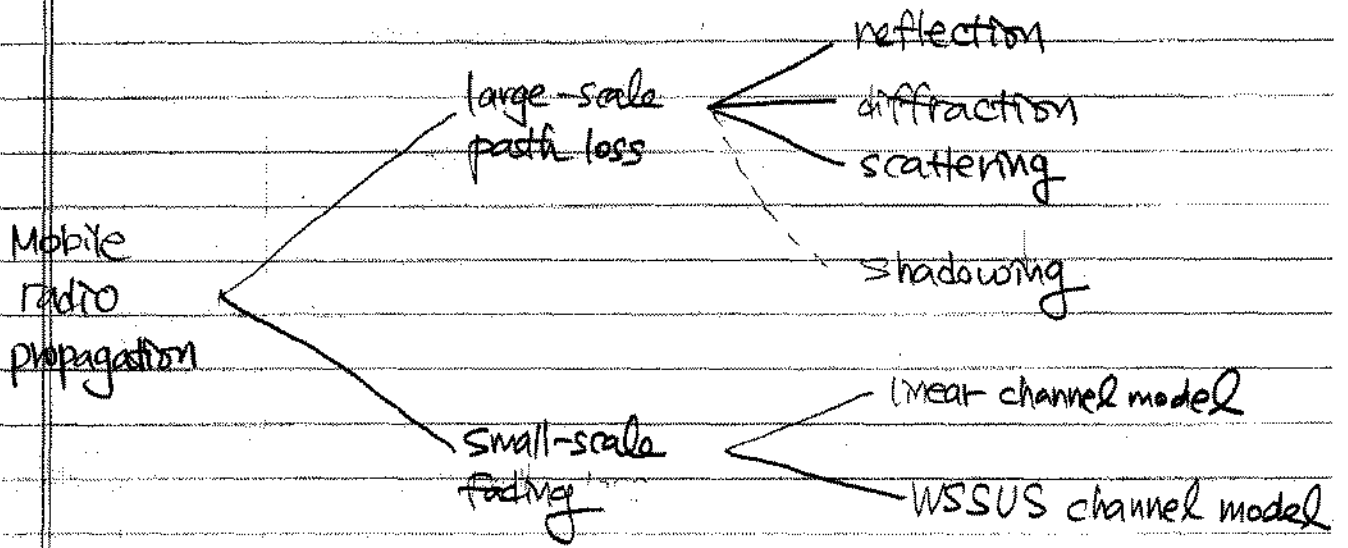 reflection
large-scale
diffraction
pasth loss
scattering
Mobile
shadowing
radio
propagation
linear channel model
small-scale
fading
WSSUS channel model